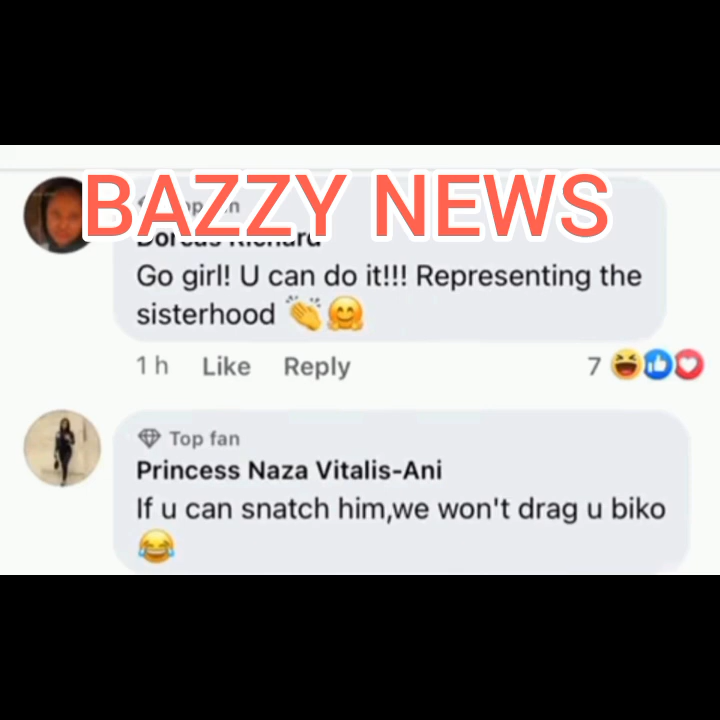 BAZZY NEWS
Go girl! U can do it!!! Representing the
sisterhood 👏🤗
1 h Like Reply 7
Top fan
Princess Naza Vitalis-Ani
If u can snatch him,we won't drag u biko
😂